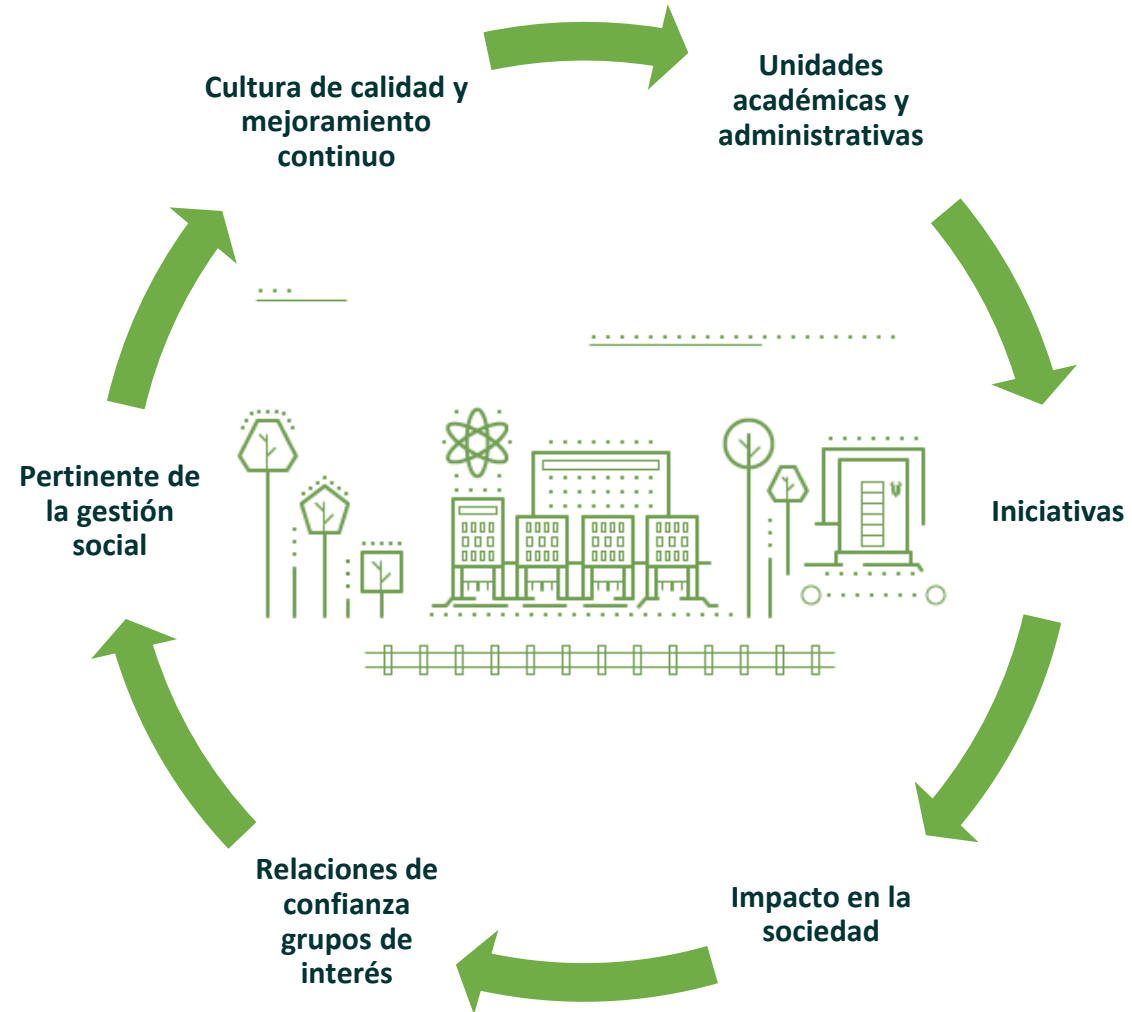 Cultura de calidad y
mejoramiento
continuo
Unidades
académicas y
administrativas
Iniciativas
Impacto en la
sociedad
Relaciones de
confianza
grupos de
interés
Pertinente de
la gestión
social